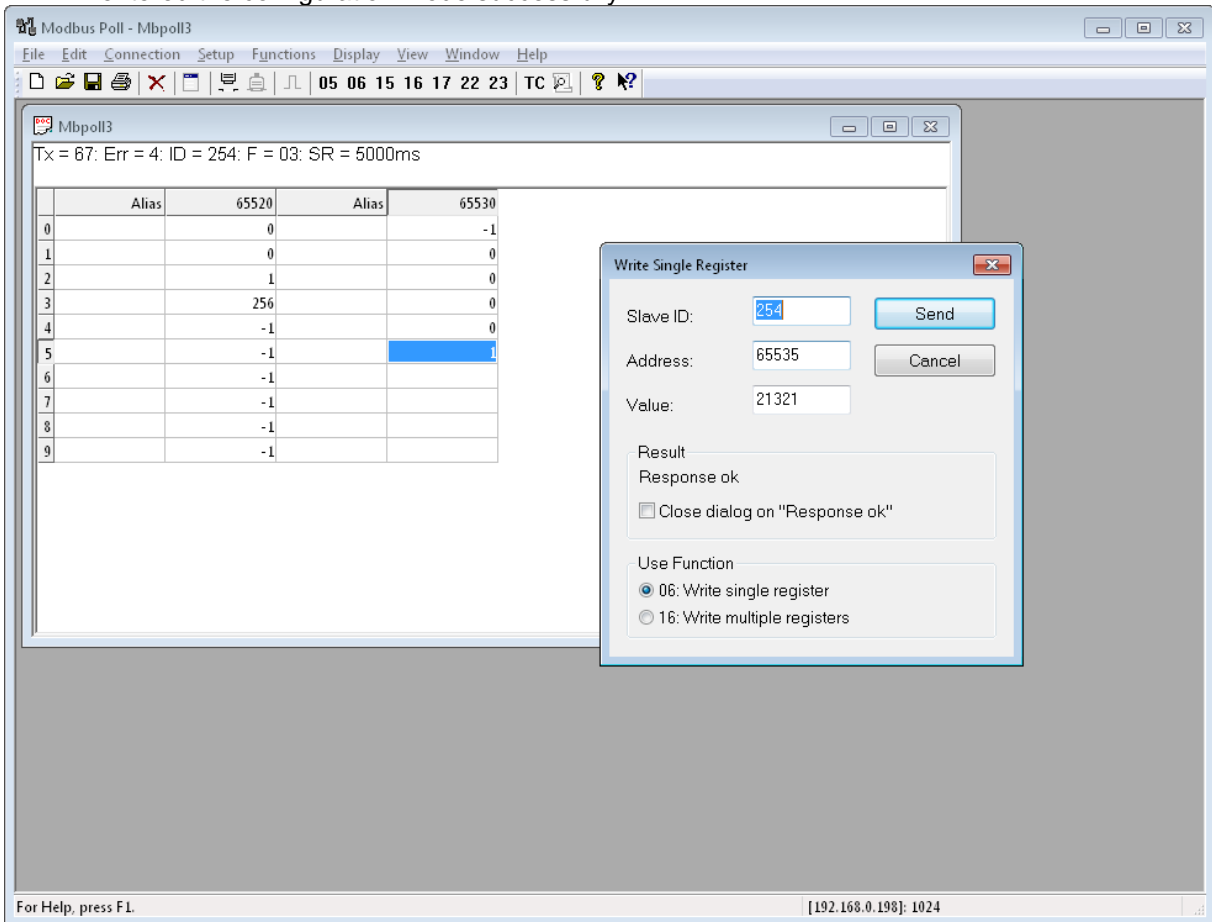 Modbus Poll - Mbpoll3
File Edit Connection Setup Functions Display View Window Help
05 06 15 16 17 22 23 TC
Mbpoll3
Tx = 67: Err = 4: ID = 254: F = 03: SR = 5000ms
Alias 65520 Alias 65530
0 0 -1
1 0 0
2 1 0
3 256 0
4 -1 0
5 -1 1
6 -1
7 -1
8 -1
9 -1
Write Single Register
Slave ID: 254 Send
Address: 65535 Cancel
Value: 21321
Result
Response ok
Close dialog on "Response ok"
Use Function
06: Write single register
16: Write multiple registers
For Help, press F1. [192.168.0.198]: 1024